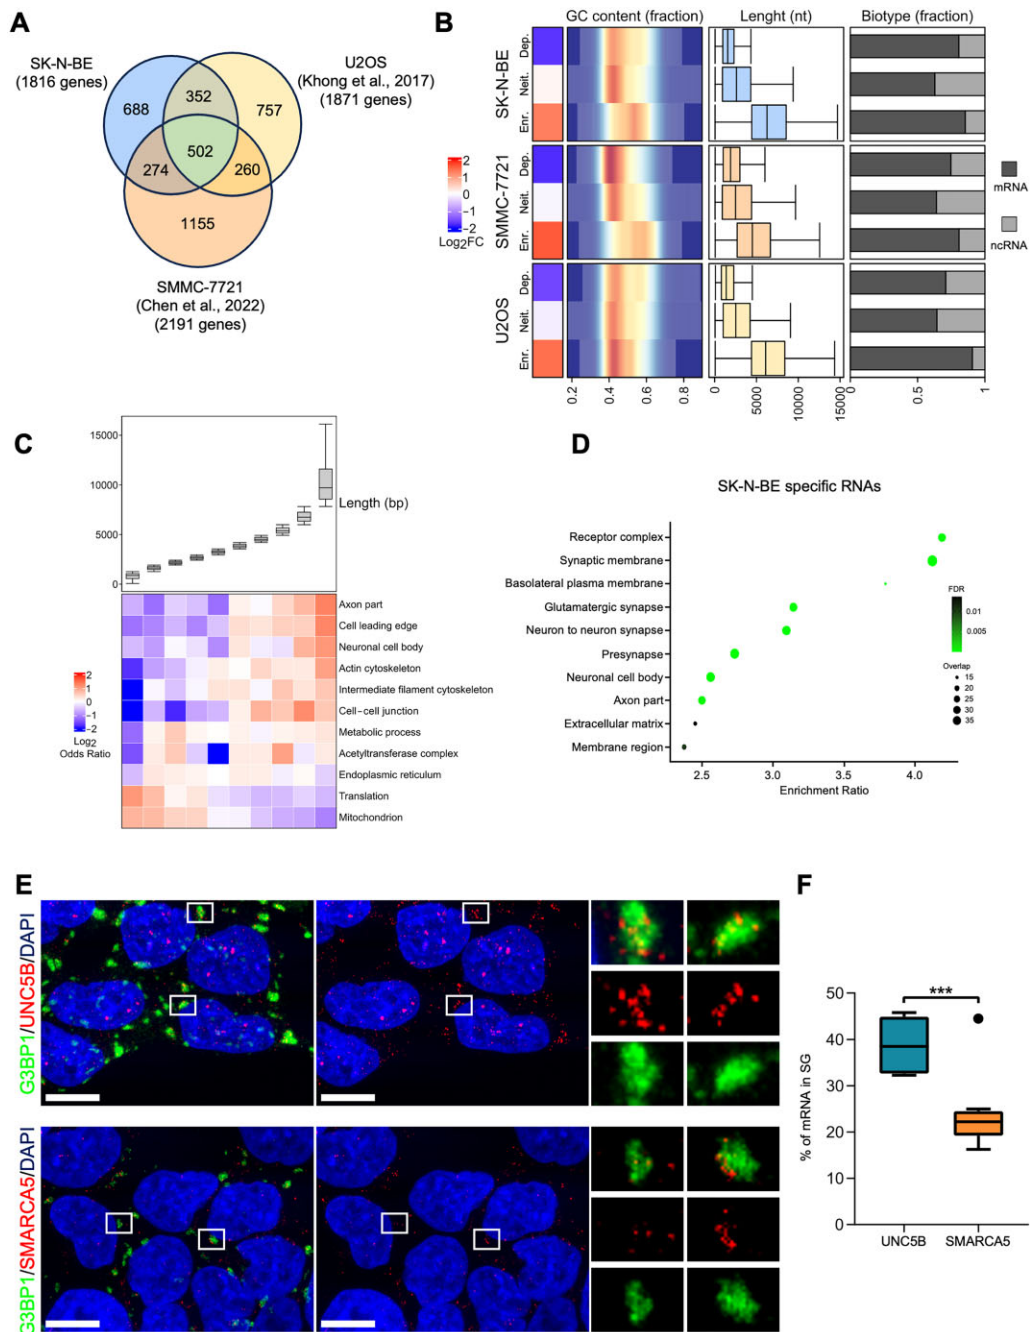 A
SK-N-BE
(1816 genes)
U2OS
(Khong et al., 2017)
(1871 genes)
688
352
757
502
274
260
1155
SMMC-7721
(Chen et al., 2022)
(2191 genes)
B
GC content (fraction)
Lenght (nt)
Biotype (fraction)
SK-N-BE
Dep.
Neit.
Enr.
SMMC-7721
Dep.
Neit.
Enr.
U2OS
Dep.
Neit.
Enr.
2
1
0
−1
−2
Log2FC
mRNA
ncRNA
0.2
0.4
0.6
0.8
0
5000
10000
15000
0
0.5
1
C
15000
10000
5000
0
Length (bp)
Axon part
Cell leading edge
Neuronal cell body
Actin cytoskeleton
Intermediate filament cytoskeleton
Cell−cell junction
Metabolic process
Acetyltransferase complex
Endoplasmic reticulum
Translation
Mitochondrion
2
1
0
−1
−2
Log2
Odds Ratio
D
SK-N-BE specific RNAs
Receptor complex
Synaptic membrane
Basolateral plasma membrane
Glutamatergic synapse
Neuron to neuron synapse
Presynapse
Neuronal cell body
Axon part
Extracellular matrix
Membrane region
2.5
3.0
3.5
4.0
Enrichment Ratio
FDR
0.01
0.005
Overlap
15
20
25
30
35
E
G3BP1/UNC5B/DAPI
G3BP1/SMARCA5/DAPI
F
% of mRNA in SG
50
40
30
20
10
0
***
UNC5B
SMARCA5